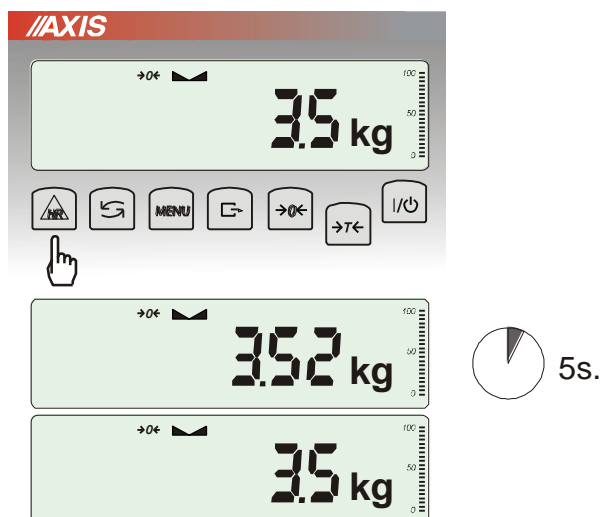 //AXIS
→0← 100
3.5 kg 50
0
HR MENU →0← →T← I/⏻
→0← 100
3.52 kg 50 5s.
0
→0← 100
3.5 kg 50
0